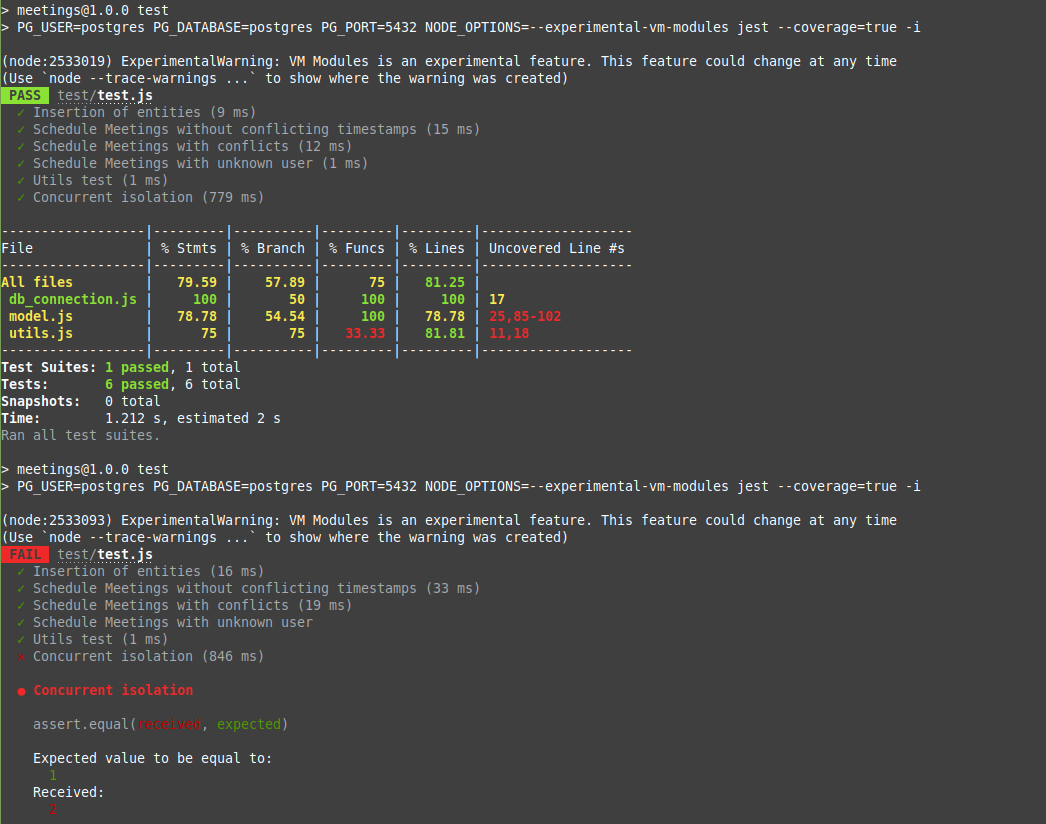 > meetings@1.0.0 test
> PG_USER=postgres PG_DATABASE=postgres PG_PORT=5432 NODE_OPTIONS=--experimental-vm-modules jest --coverage=true -i
(node:2533019) ExperimentalWarning: VM Modules is an experimental feature. This feature could change at any time
(Use `node --trace-warnings ...` to show where the warning was created)
PASS test/test.js
✓ Insertion of entities (9 ms)
✓ Schedule Meetings without conflicting timestamps (15 ms)
✓ Schedule Meetings with conflicts (12 ms)
✓ Schedule Meetings with unknown user (1 ms)
✓ Utils test (1 ms)
✓ Concurrent isolation (779 ms)
------------------|---------|----------|---------|---------|-------------------
File              | % Stmts | % Branch | % Funcs | % Lines | Uncovered Line #s
------------------|---------|----------|---------|---------|-------------------
All files         |   79.59 |    57.89 |      75 |   81.25 |
 db_connection.js |     100 |       50 |     100 |     100 | 17
 model.js         |   78.78 |    54.54 |     100 |   78.78 | 25,85-102
 utils.js         |      75 |       75 |   33.33 |   81.81 | 11,18
------------------|---------|----------|---------|---------|-------------------
Test Suites: 1 passed, 1 total
Tests:       6 passed, 6 total
Snapshots:   0 total
Time:        1.212 s, estimated 2 s
Ran all test suites.
> meetings@1.0.0 test
> PG_USER=postgres PG_DATABASE=postgres PG_PORT=5432 NODE_OPTIONS=--experimental-vm-modules jest --coverage=true -i
(node:2533093) ExperimentalWarning: VM Modules is an experimental feature. This feature could change at any time
(Use `node --trace-warnings ...` to show where the warning was created)
FAIL test/test.js
✓ Insertion of entities (16 ms)
✓ Schedule Meetings without conflicting timestamps (33 ms)
✓ Schedule Meetings with conflicts (19 ms)
✓ Schedule Meetings with unknown user
✓ Utils test (1 ms)
✕ Concurrent isolation (846 ms)
● Concurrent isolation
assert.equal(received, expected)
Expected value to be equal to:
1
Received:
2